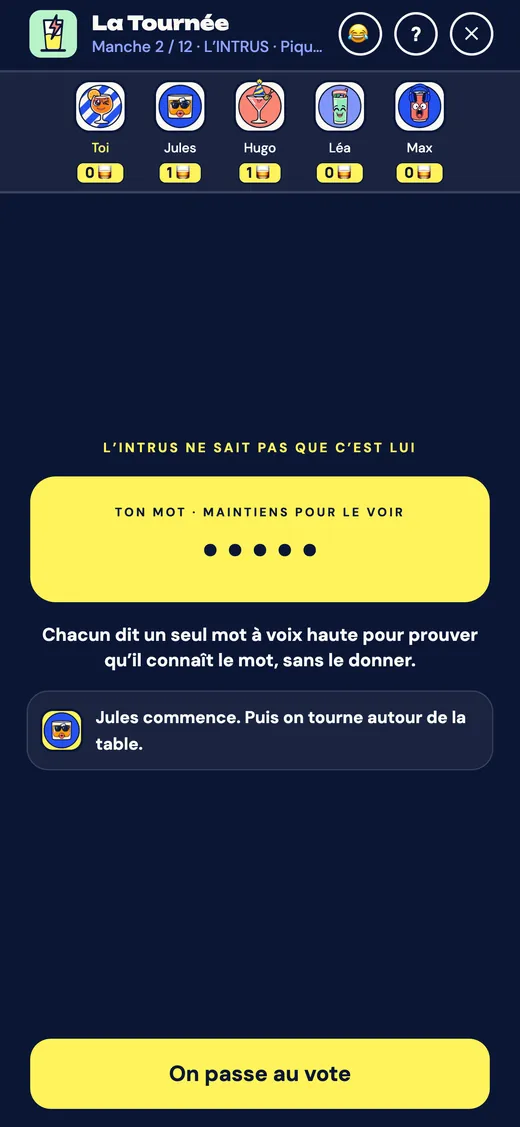 La Tournée
Manche 2 / 12 · L’INTRUS · Piqu...
?
Toi
Jules
Hugo
Léa
Max
0
1
1
0
0
L’INTRUS NE SAIT PAS QUE C’EST LUI
TON MOT · MAINTIENS POUR LE VOIR
Chacun dit un seul mot à voix haute pour prouver
qu’il connaît le mot, sans le donner.
Jules commence. Puis on tourne autour de la
table.
On passe au vote